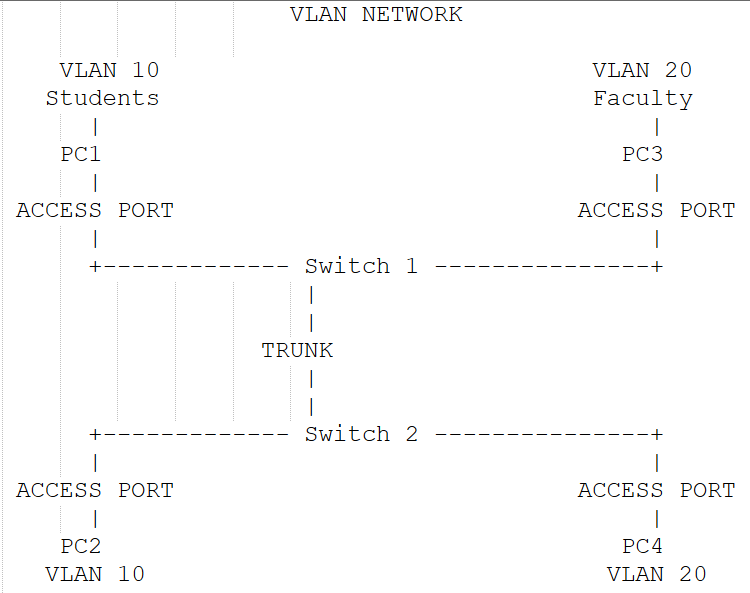 VLAN NETWORK
VLAN 10 VLAN 20
Students Faculty
| |
PC1 PC3
| |
ACCESS PORT ACCESS PORT
| |
+------------- Switch 1 ---------------+
|
|
TRUNK
|
|
+------------- Switch 2 ---------------+
| |
ACCESS PORT ACCESS PORT
| |
PC2 PC4
VLAN 10 VLAN 20